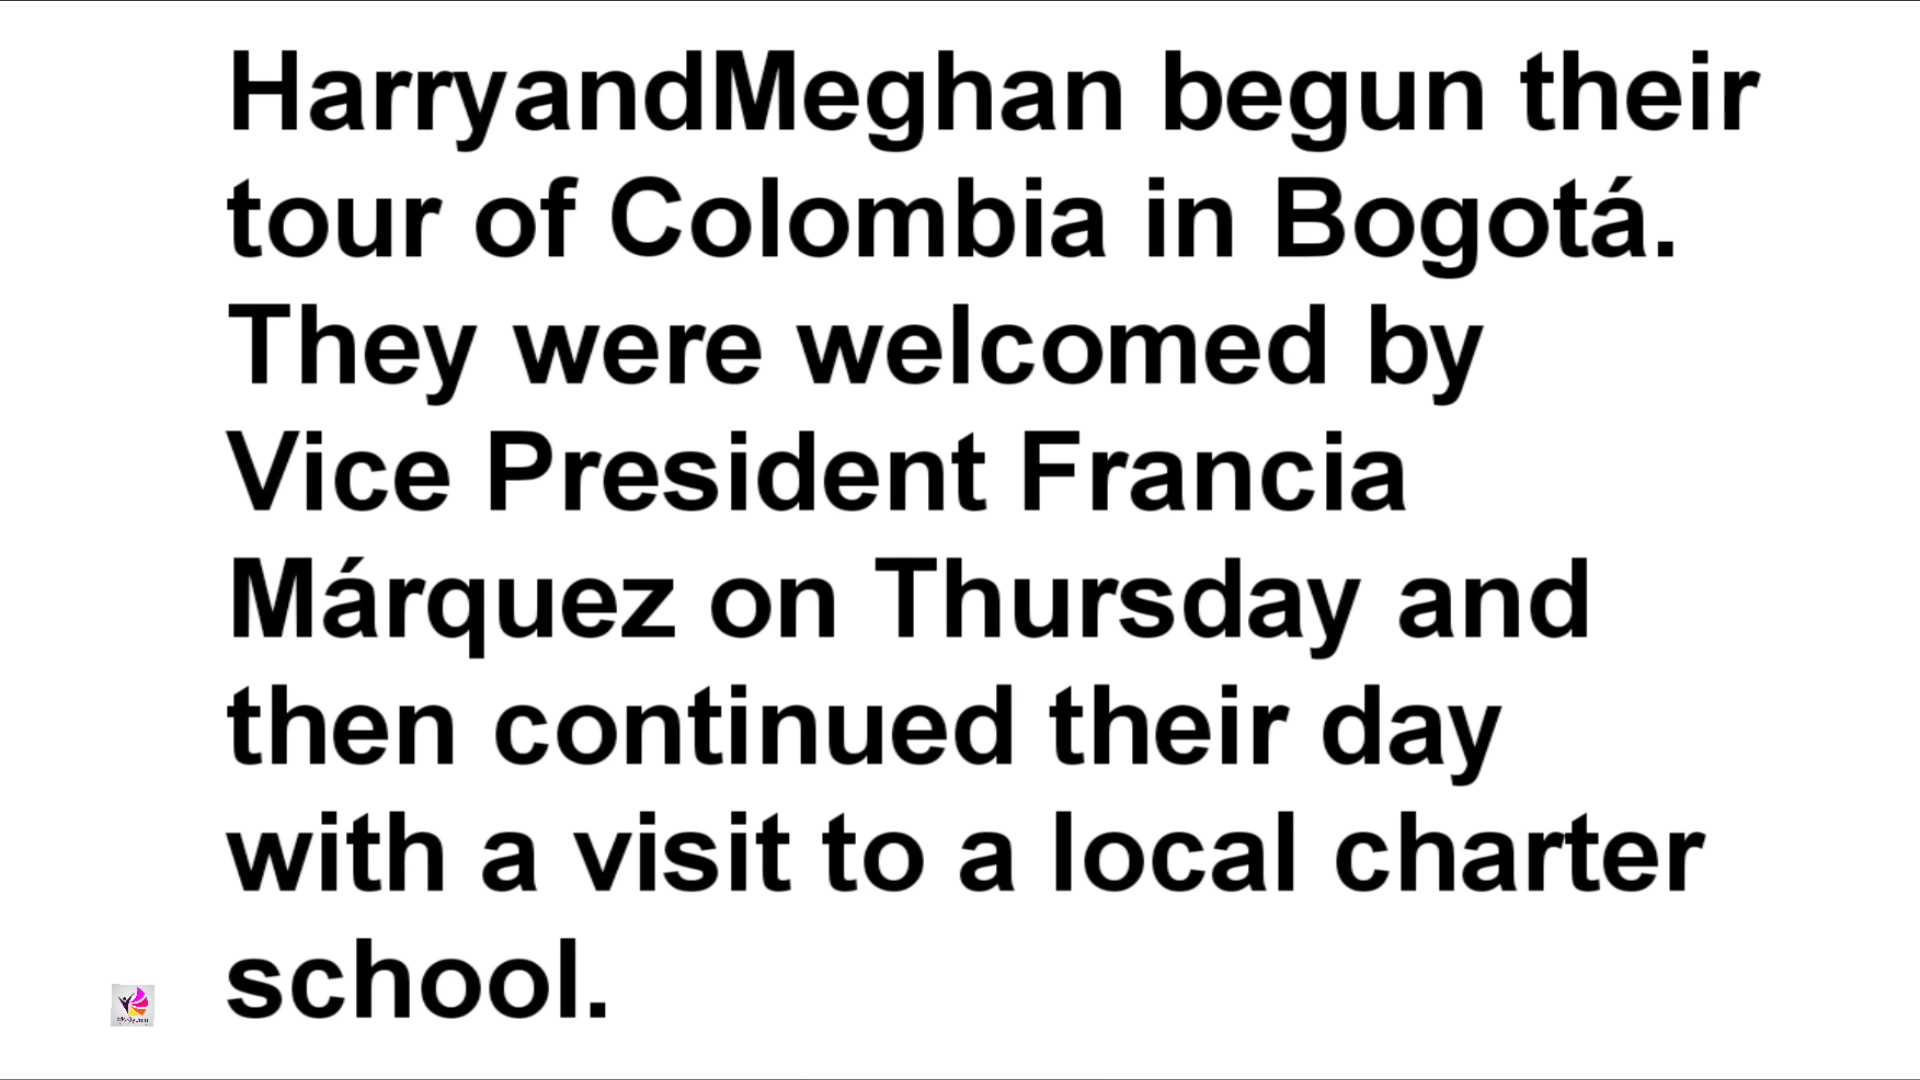 HarryandMeghan begun their
tour of Colombia in Bogotá.
They were welcomed by
Vice President Francia
Márquez on Thursday and
then continued their day
with a visit to a local charter
school.